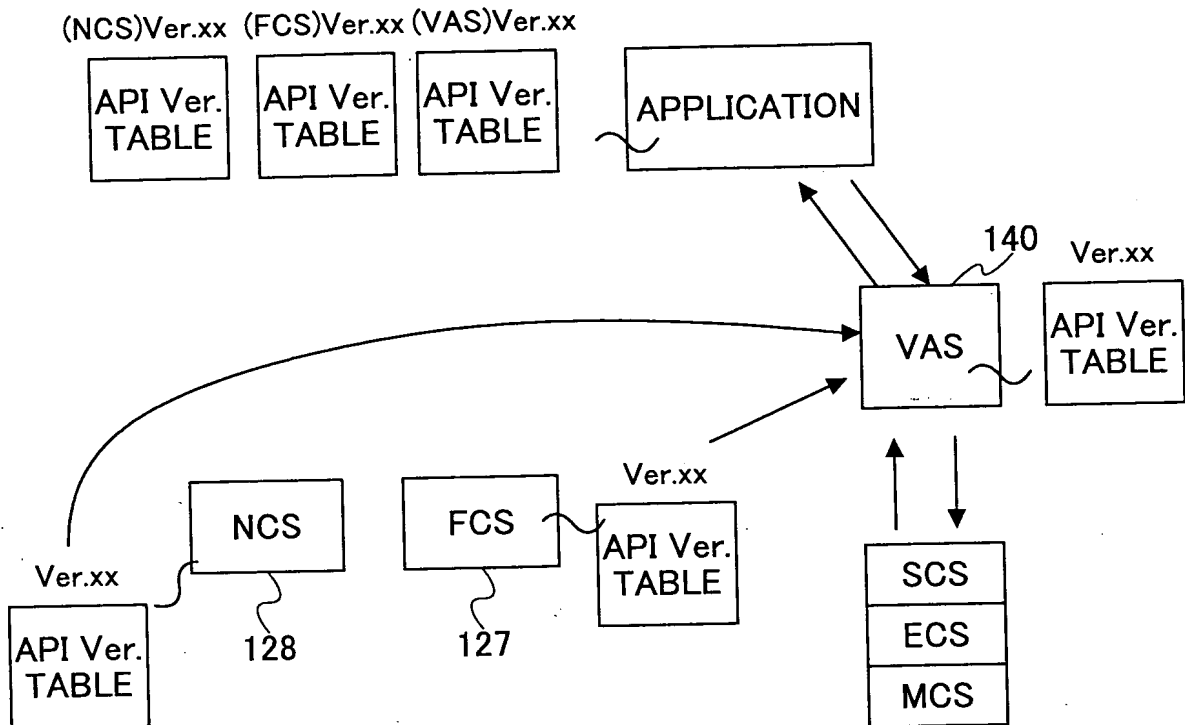 (NCS)Ver.xx (FCS)Ver.xx (VAS)Ver.xx
API Ver.
TABLE
API Ver.
TABLE
API Ver.
TABLE
APPLICATION
140
Ver.xx
VAS
API Ver.
TABLE
NCS
FCS
Ver.xx
API Ver.
TABLE
Ver.xx
API Ver.
TABLE
128
127
SCS
ECS
MCS